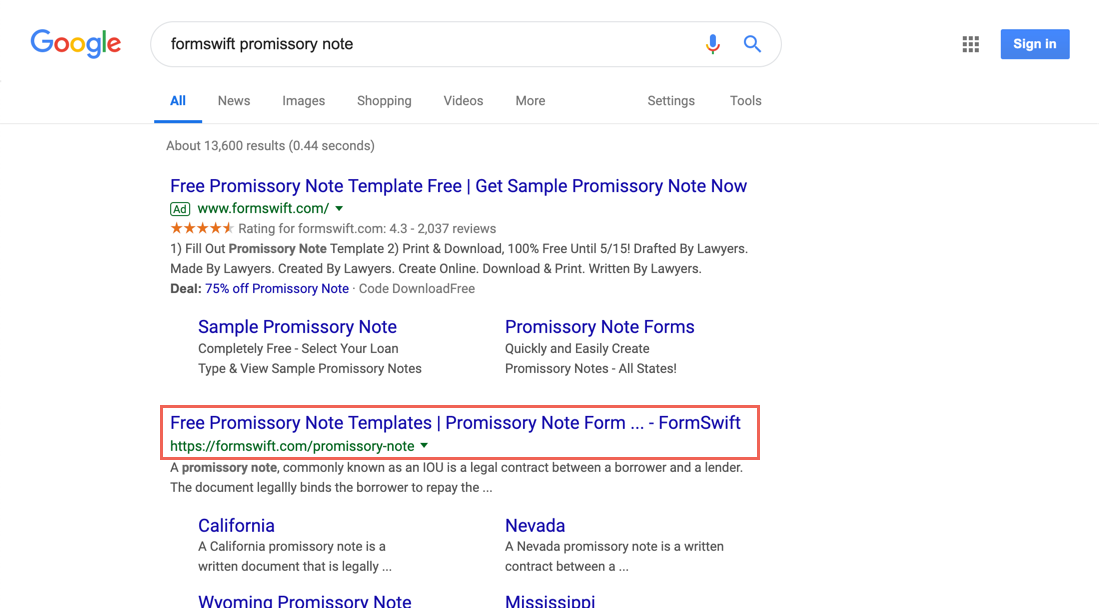 Google
formswift promissory note
Sign in
All News Images Shopping Videos More Settings Tools
About 13,600 results (0.44 seconds)
Free Promissory Note Template Free | Get Sample Promissory Note Now
Ad www.formswift.com/
Rating for formswift.com: 4.3 - 2,037 reviews
1) Fill Out Promissory Note Template 2) Print & Download, 100% Free Until 5/15! Drafted By Lawyers.
Made By Lawyers. Created By Lawyers. Create Online. Download & Print. Written By Lawyers.
Deal: 75% off Promissory Note · Code DownloadFree
Sample Promissory Note
Completely Free - Select Your Loan
Type & View Sample Promissory Notes
Promissory Note Forms
Quickly and Easily Create
Promissory Notes - All States!
Free Promissory Note Templates | Promissory Note Form ... - FormSwift
https://formswift.com/promissory-note
A promissory note, commonly known as an IOU is a legal contract between a borrower and a lender.
The document legallly binds the borrower to repay the ...
California
A California promissory note is a
written document that is legally ...
Nevada
A Nevada promissory note is a written
contract between a ...
Wyoming Promissory Note
Mississippi